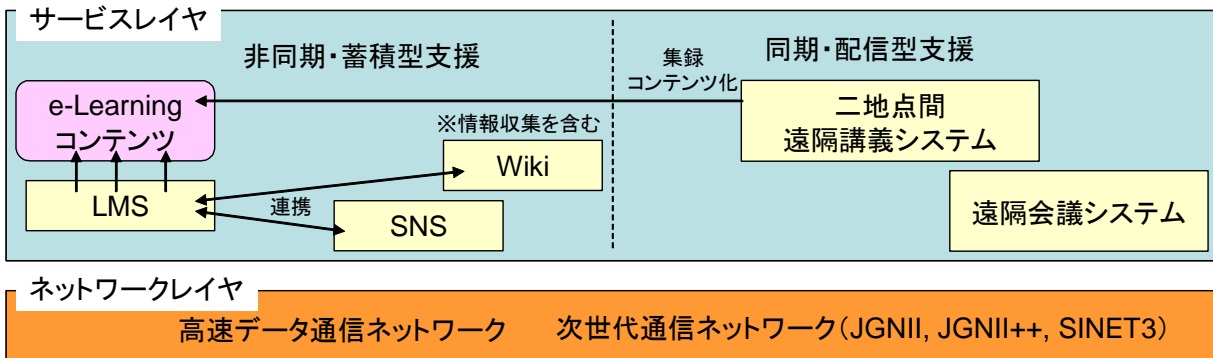 サービスレイヤ
非同期・蓄積型支援
同期・配信型支援
集録
コンテンツ化
e-Learning
コンテンツ
二地点間
遠隔講義システム
※情報収集を含む
Wiki
LMS
連携
SNS
遠隔会議システム
ネットワークレイヤ
高速データ通信ネットワーク 次世代通信ネットワーク(JGNII, JGNII++, SINET3)